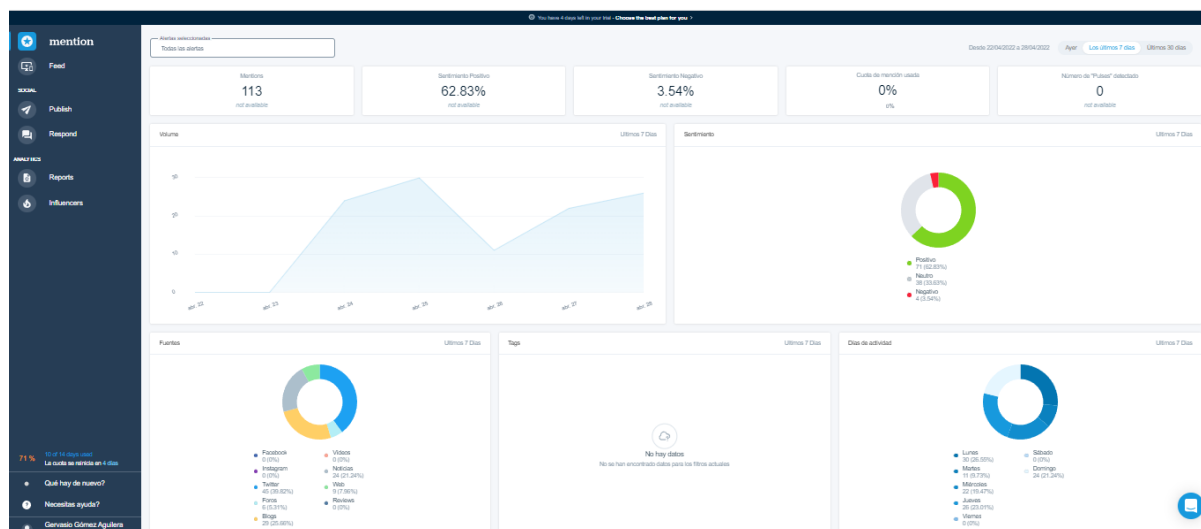 You have 4 days left in your trial - Choose the best plan for you >
mention
Feed
SOCIAL
Publish
Respond
ANALYTICS
Reports
Influencers
71 %
10 of 14 days used
La cuota se reinicia en 4 días
Qué hay de nuevo?
Necesitas ayuda?
Gervasio Gómez Aguilera
Alertas seleccionadas
Todas las alertas
Desde 22/04/2022 a 28/04/2022
Ayer
Los últimos 7 días
Últimos 30 días
Mentions
113
not available
Sentimiento Positivo
62.83%
not available
Sentimiento Negativo
3.54%
not available
Cuota de mención usada
0%
0%
Número de "Pulses" detectado
0
not available
Volume
Últimos 7 Días
30
20
10
0
abr. 22
abr. 23
abr. 24
abr. 25
abr. 26
abr. 27
abr. 28
Sentimiento
Últimos 7 Días
Positivo
71 (62.83%)
Neutro
38 (33.63%)
Negativo
4 (3.54%)
Fuentes
Últimos 7 Días
Facebook
0 (0%)
Instagram
0 (0%)
Twitter
45 (39.82%)
Foros
6 (5.31%)
Blogs
Vídeos
0 (0%)
Noticias
24 (21.24%)
Web
9 (7.96%)
Reviews
0 (0%)
Tags
Últimos 7 Días
No hay datos
No se han encontrado datos para los filtros actuales
Días de actividad
Últimos 7 Días
Lunes
30 (26.55%)
Martes
11 (9.73%)
Miércoles
22 (19.47%)
Jueves
26 (23.01%)
Viernes
0 (0%)
Sábado
0 (0%)
Domingo
24 (21.24%)